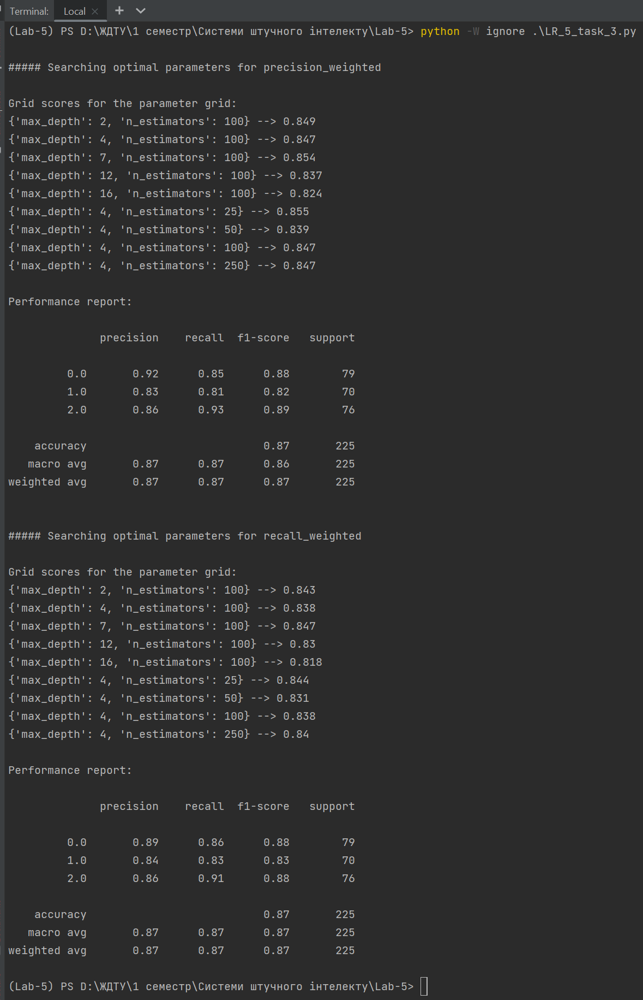 Terminal: Local × +
(Lab-5) PS D:\ЖДТУ\1 семестр\Системи штучного інтелекту\Lab-5> python -W ignore .\LR_5_task_3.py
##### Searching optimal parameters for precision_weighted
Grid scores for the parameter grid:
{'max_depth': 2, 'n_estimators': 100} --> 0.849
{'max_depth': 4, 'n_estimators': 100} --> 0.847
{'max_depth': 7, 'n_estimators': 100} --> 0.854
{'max_depth': 12, 'n_estimators': 100} --> 0.837
{'max_depth': 16, 'n_estimators': 100} --> 0.824
{'max_depth': 4, 'n_estimators': 25} --> 0.855
{'max_depth': 4, 'n_estimators': 50} --> 0.839
{'max_depth': 4, 'n_estimators': 100} --> 0.847
{'max_depth': 4, 'n_estimators': 250} --> 0.847
Performance report:
precision recall f1-score support
0.0 0.92 0.85 0.88 79
1.0 0.83 0.81 0.82 70
2.0 0.86 0.93 0.89 76
accuracy 0.87 225
macro avg 0.87 0.87 0.86 225
weighted avg 0.87 0.87 0.87 225
##### Searching optimal parameters for recall_weighted
Grid scores for the parameter grid:
{'max_depth': 2, 'n_estimators': 100} --> 0.843
{'max_depth': 4, 'n_estimators': 100} --> 0.838
{'max_depth': 7, 'n_estimators': 100} --> 0.847
{'max_depth': 12, 'n_estimators': 100} --> 0.83
{'max_depth': 16, 'n_estimators': 100} --> 0.818
{'max_depth': 4, 'n_estimators': 25} --> 0.844
{'max_depth': 4, 'n_estimators': 50} --> 0.831
{'max_depth': 4, 'n_estimators': 100} --> 0.838
{'max_depth': 4, 'n_estimators': 250} --> 0.84
Performance report:
precision recall f1-score support
0.0 0.89 0.86 0.88 79
1.0 0.84 0.83 0.83 70
2.0 0.86 0.91 0.88 76
accuracy 0.87 225
macro avg 0.87 0.87 0.87 225
weighted avg 0.87 0.87 0.87 225
(Lab-5) PS D:\ЖДТУ\1 семестр\Системи штучного інтелекту\Lab-5>